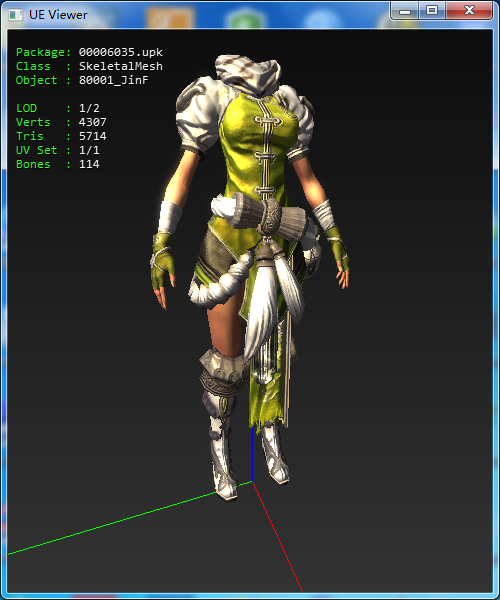 UE Viewer
Package: 00006035.upk
Class : SkeletalMesh
Object : 80001_JinF
LOD : 1/2
Verts : 4307
Tris : 5714
UV Set : 1/1
Bones : 114